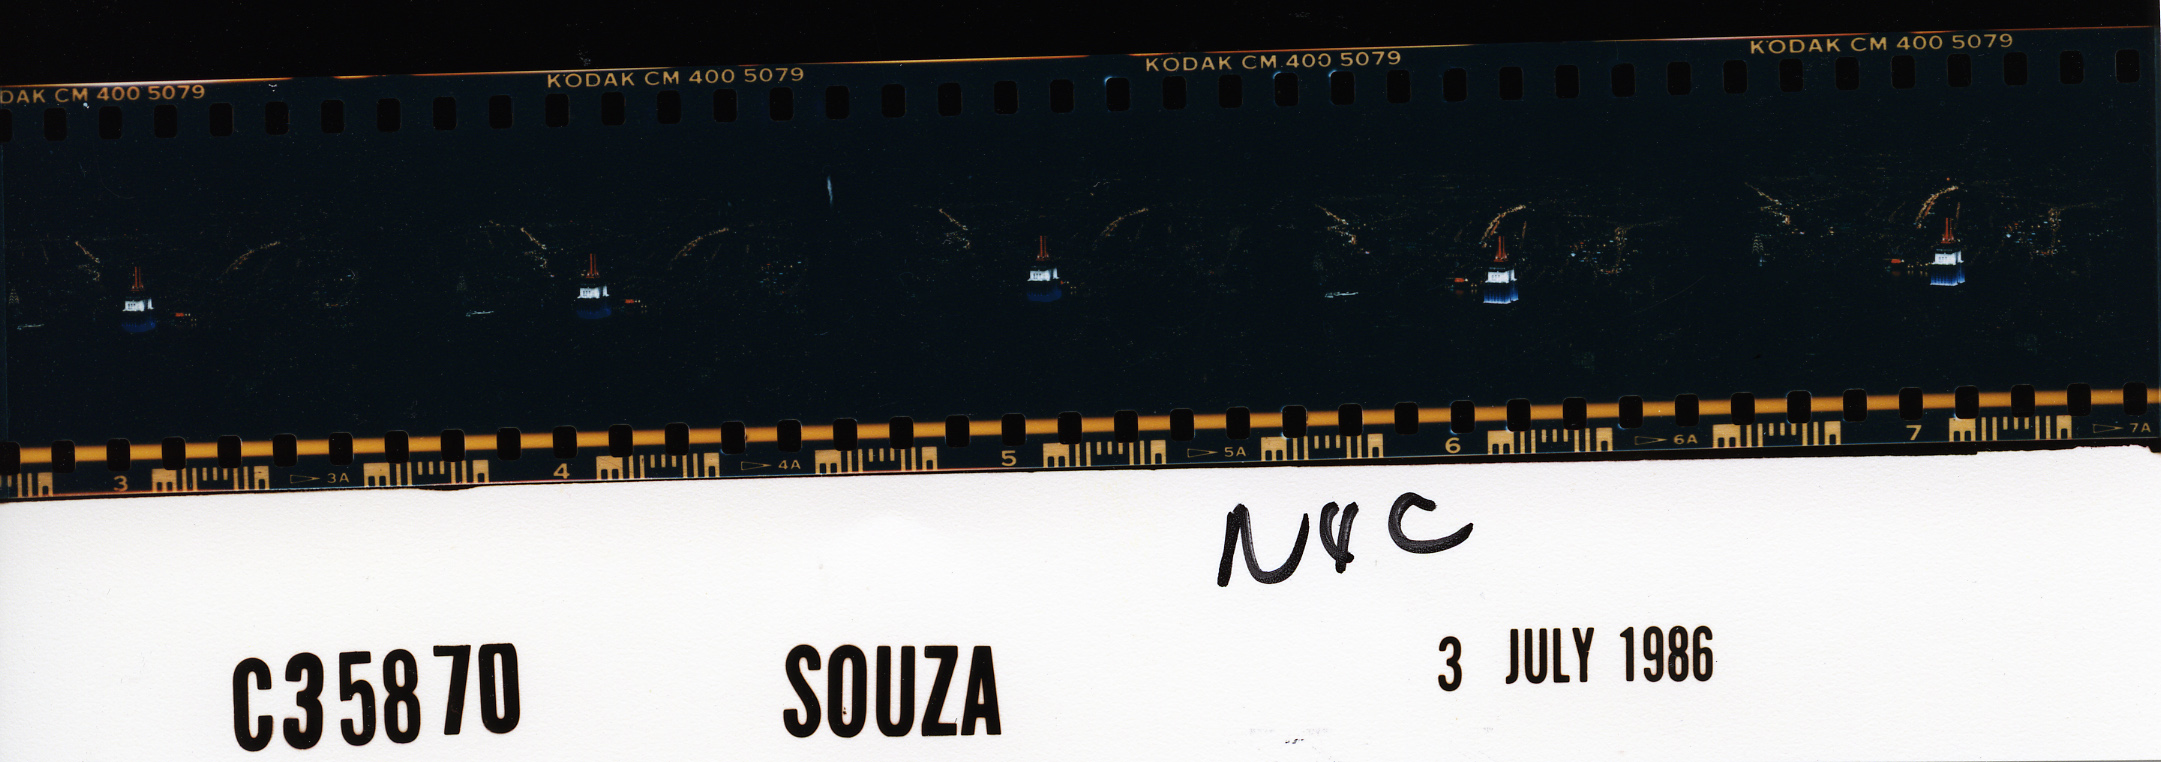 DAK CM 400 5079 KODAK CM 400 5079 KODAK CM 400 5079 KODAK CM 400 5079
3 3A 4 4A 5 5A 6 6A 7 7A
NYC
C35870 SOUZA 3 JULY 1986